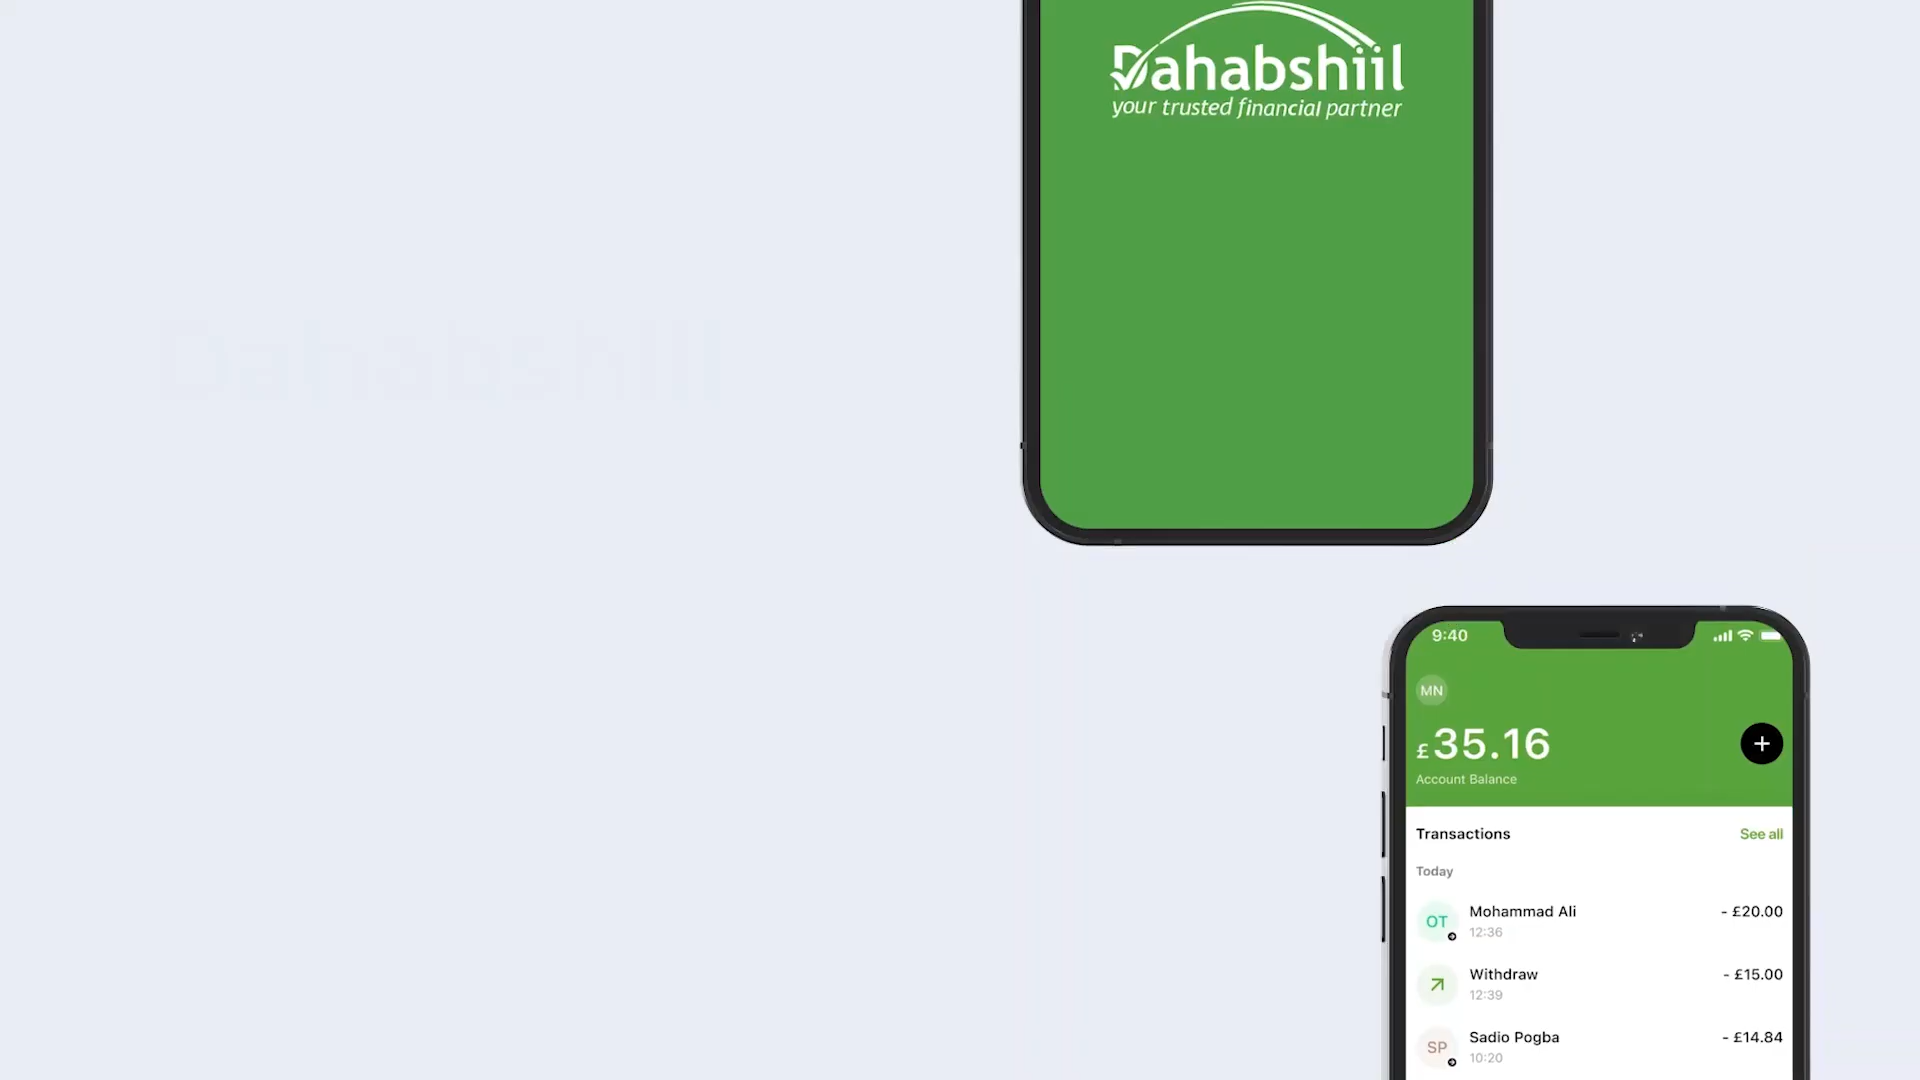 Dahabshiil
your trusted financial partner
Dahabshiil
9:40
MN
£35.16
Account Balance
Transactions
See all
Today
OT
Mohammad Ali
- £20.00
12:36
Withdraw
- £15.00
12:39
SP
Sadio Pogba
- £14.84
10:20